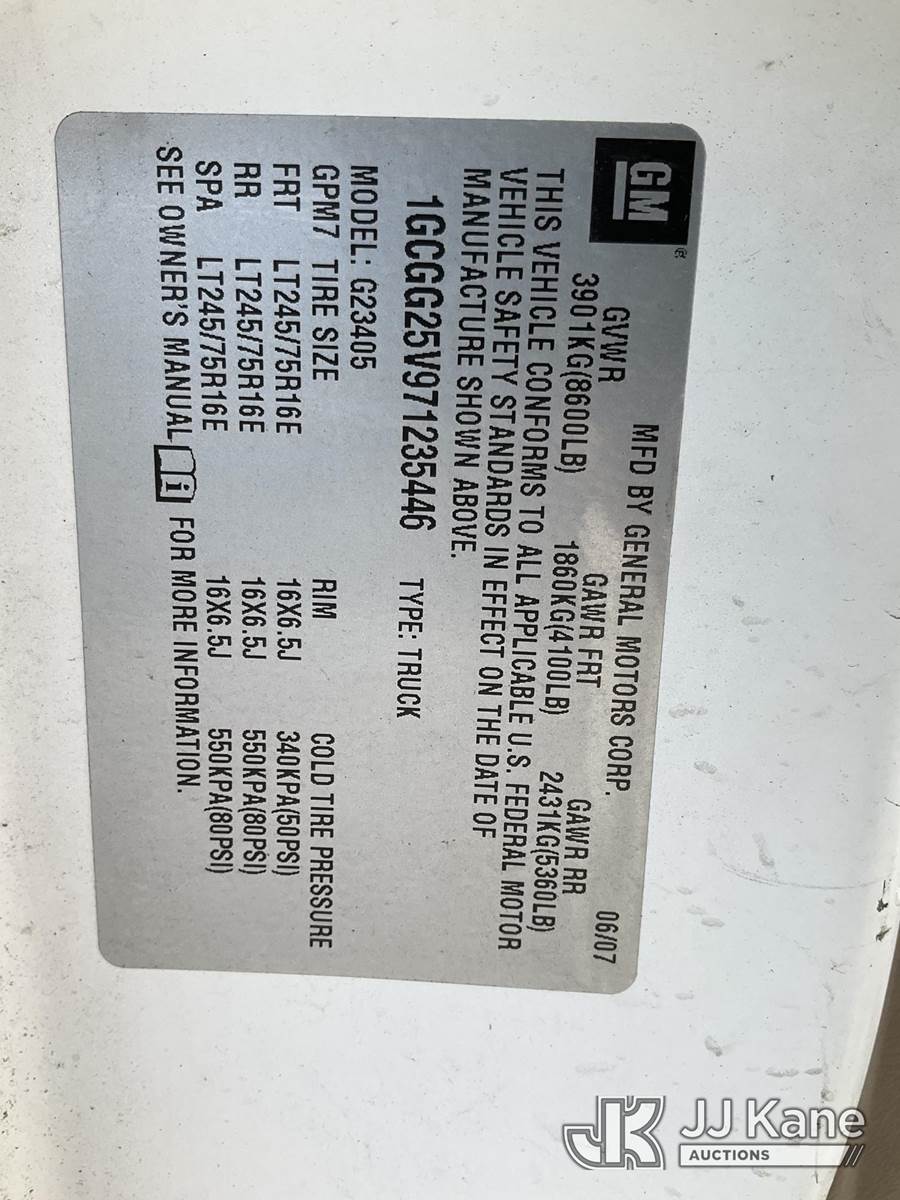 GM®
MFD BY GENERAL MOTORS CORP. 06/07
GVWR GAWR FRT GAWR RR
3901KG(8600LB) 1860KG(4100LB) 2431KG(5360LB)
THIS VEHICLE CONFORMS TO ALL APPLICABLE U.S. FEDERAL MOTOR
VEHICLE SAFETY STANDARDS IN EFFECT ON THE DATE OF
MANUFACTURE SHOWN ABOVE.
1GCGG25V971235446 TYPE: TRUCK
MODEL: G23405
GPM7 TIRE SIZE RIM COLD TIRE PRESSURE
FRT LT245/75R16E 16X6.5J 340KPA(50PSI)
RR LT245/75R16E 16X6.5J 550KPA(80PSI)
SPA LT245/75R16E 16X6.5J 550KPA(80PSI)
SEE OWNER'S MANUAL i FOR MORE INFORMATION.
JK JJ Kane
AUCTIONS